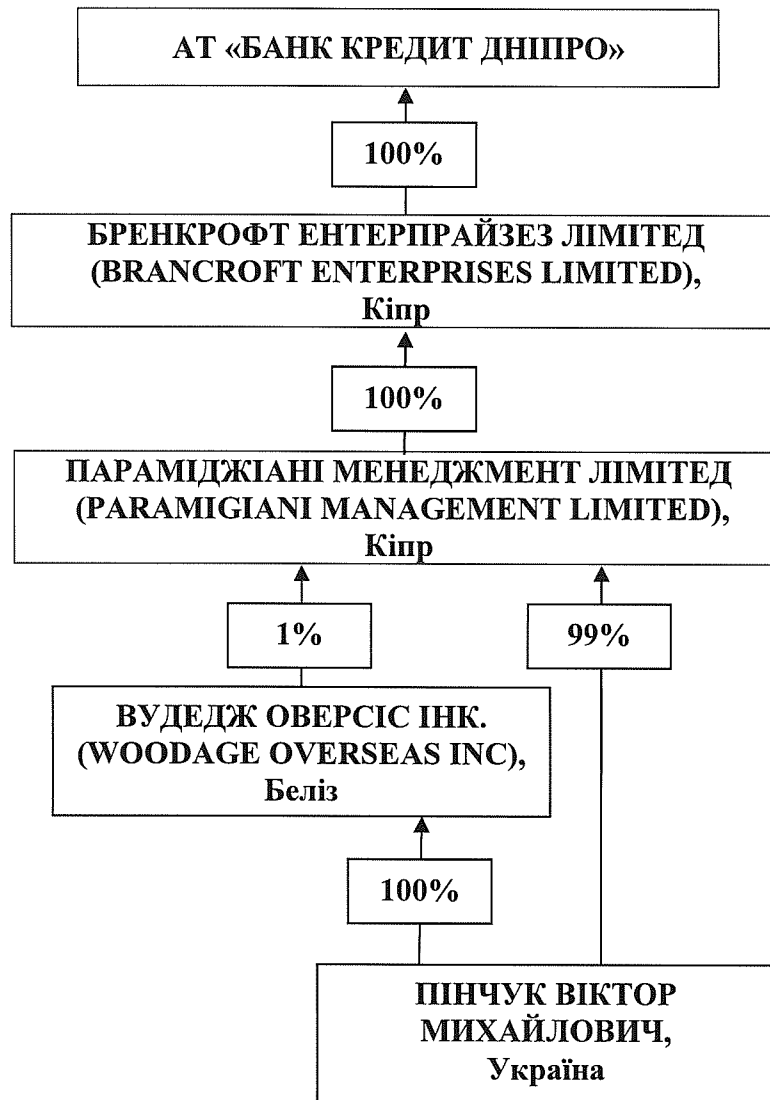 АТ «БАНК КРЕДИТ ДНІПРО»
100%
БРЕНКРОФТ ЕНТЕРПРАЙЗЕЗ ЛІМІТЕД
(BRANCROFT ENTERPRISES LIMITED),
Кіпр
100%
ПАРАМІДЖІАНІ МЕНЕДЖМЕНТ ЛІМІТЕД
(PARAMIGIANI MANAGEMENT LIMITED),
Кіпр
1%
99%
ВУДЕДЖ ОВЕРСІС ІНК.
(WOODAGE OVERSEAS INC),
Беліз
100%
ПІНЧУК ВІКТОР
МИХАЙЛОВИЧ,
Україна